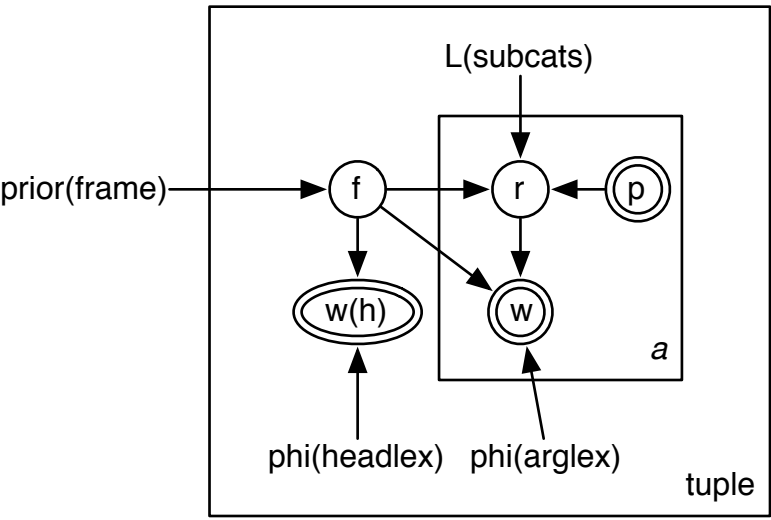 L(subcats)
prior(frame)
f
r
p
w(h)
w
a
phi(headlex)
phi(arglex)
tuple